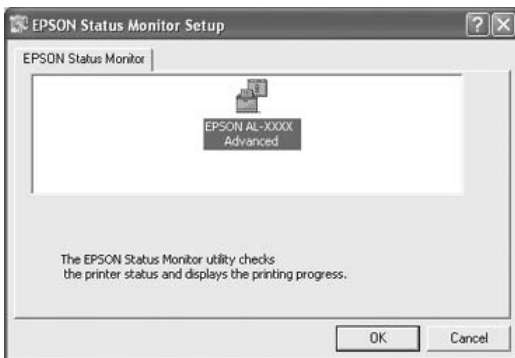 EPSON Status Monitor Setup
EPSON Status Monitor
EPSON AL-XXXX
Advanced
The EPSON Status Monitor utility checks
the printer status and displays the printing progress.
OK
Cancel